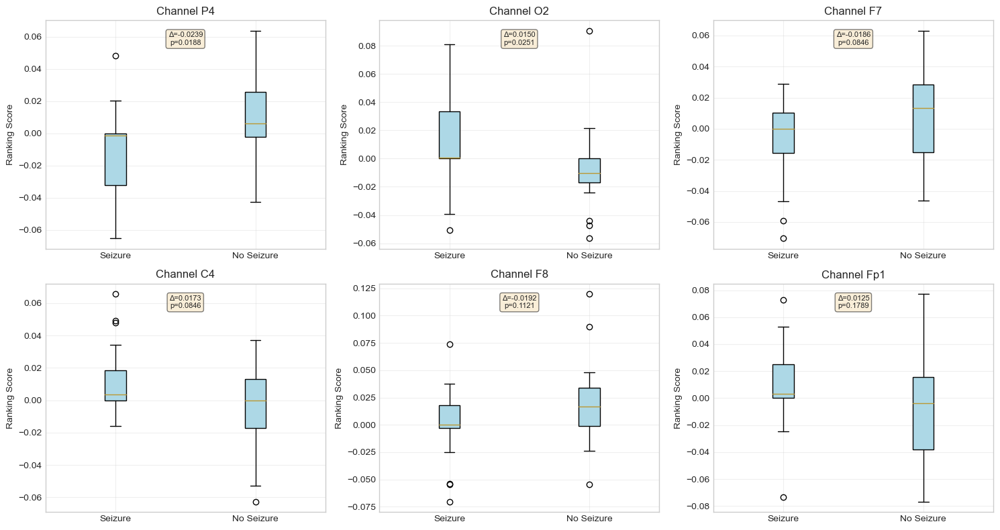 Channel P4
Δ=-0.0239
p=0.0188
Ranking Score
0.06
0.04
0.02
0.00
−0.02
−0.04
−0.06
Seizure
No Seizure
Channel O2
Δ=0.0150
p=0.0251
Ranking Score
0.08
0.06
0.04
0.02
0.00
−0.02
−0.04
−0.06
Seizure
No Seizure
Channel F7
Δ=-0.0186
p=0.0846
Ranking Score
0.06
0.04
0.02
0.00
−0.02
−0.04
−0.06
Seizure
No Seizure
Channel C4
Δ=0.0173
p=0.0846
Ranking Score
0.06
0.04
0.02
0.00
−0.02
−0.04
−0.06
Seizure
No Seizure
Channel F8
Δ=-0.0192
p=0.1121
Ranking Score
0.125
0.100
0.075
0.050
0.025
0.000
−0.025
−0.050
−0.075
Seizure
No Seizure
Channel Fp1
Δ=0.0125
p=0.1789
Ranking Score
0.08
0.06
0.04
0.02
0.00
−0.02
−0.04
−0.06
−0.08
Seizure
No Seizure